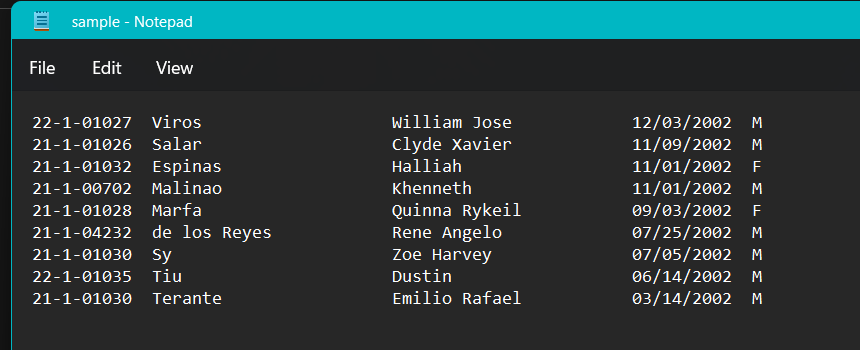 sample - Notepad
File Edit View
22-1-01027  Viros                   William Jose            12/03/2002  M
21-1-01026  Salar                   Clyde Xavier            11/09/2002  M
21-1-01032  Espinas                 Halliah                 11/01/2002  F
21-1-00702  Malinao                 Khenneth                11/01/2002  M
21-1-01028  Marfa                   Quinna Rykeil           09/03/2002  F
21-1-04232  de los Reyes            Rene Angelo             07/25/2002  M
21-1-01030  Sy                      Zoe Harvey              07/05/2002  M
22-1-01035  Tiu                     Dustin                  06/14/2002  M
21-1-01030  Terante                 Emilio Rafael           03/14/2002  M